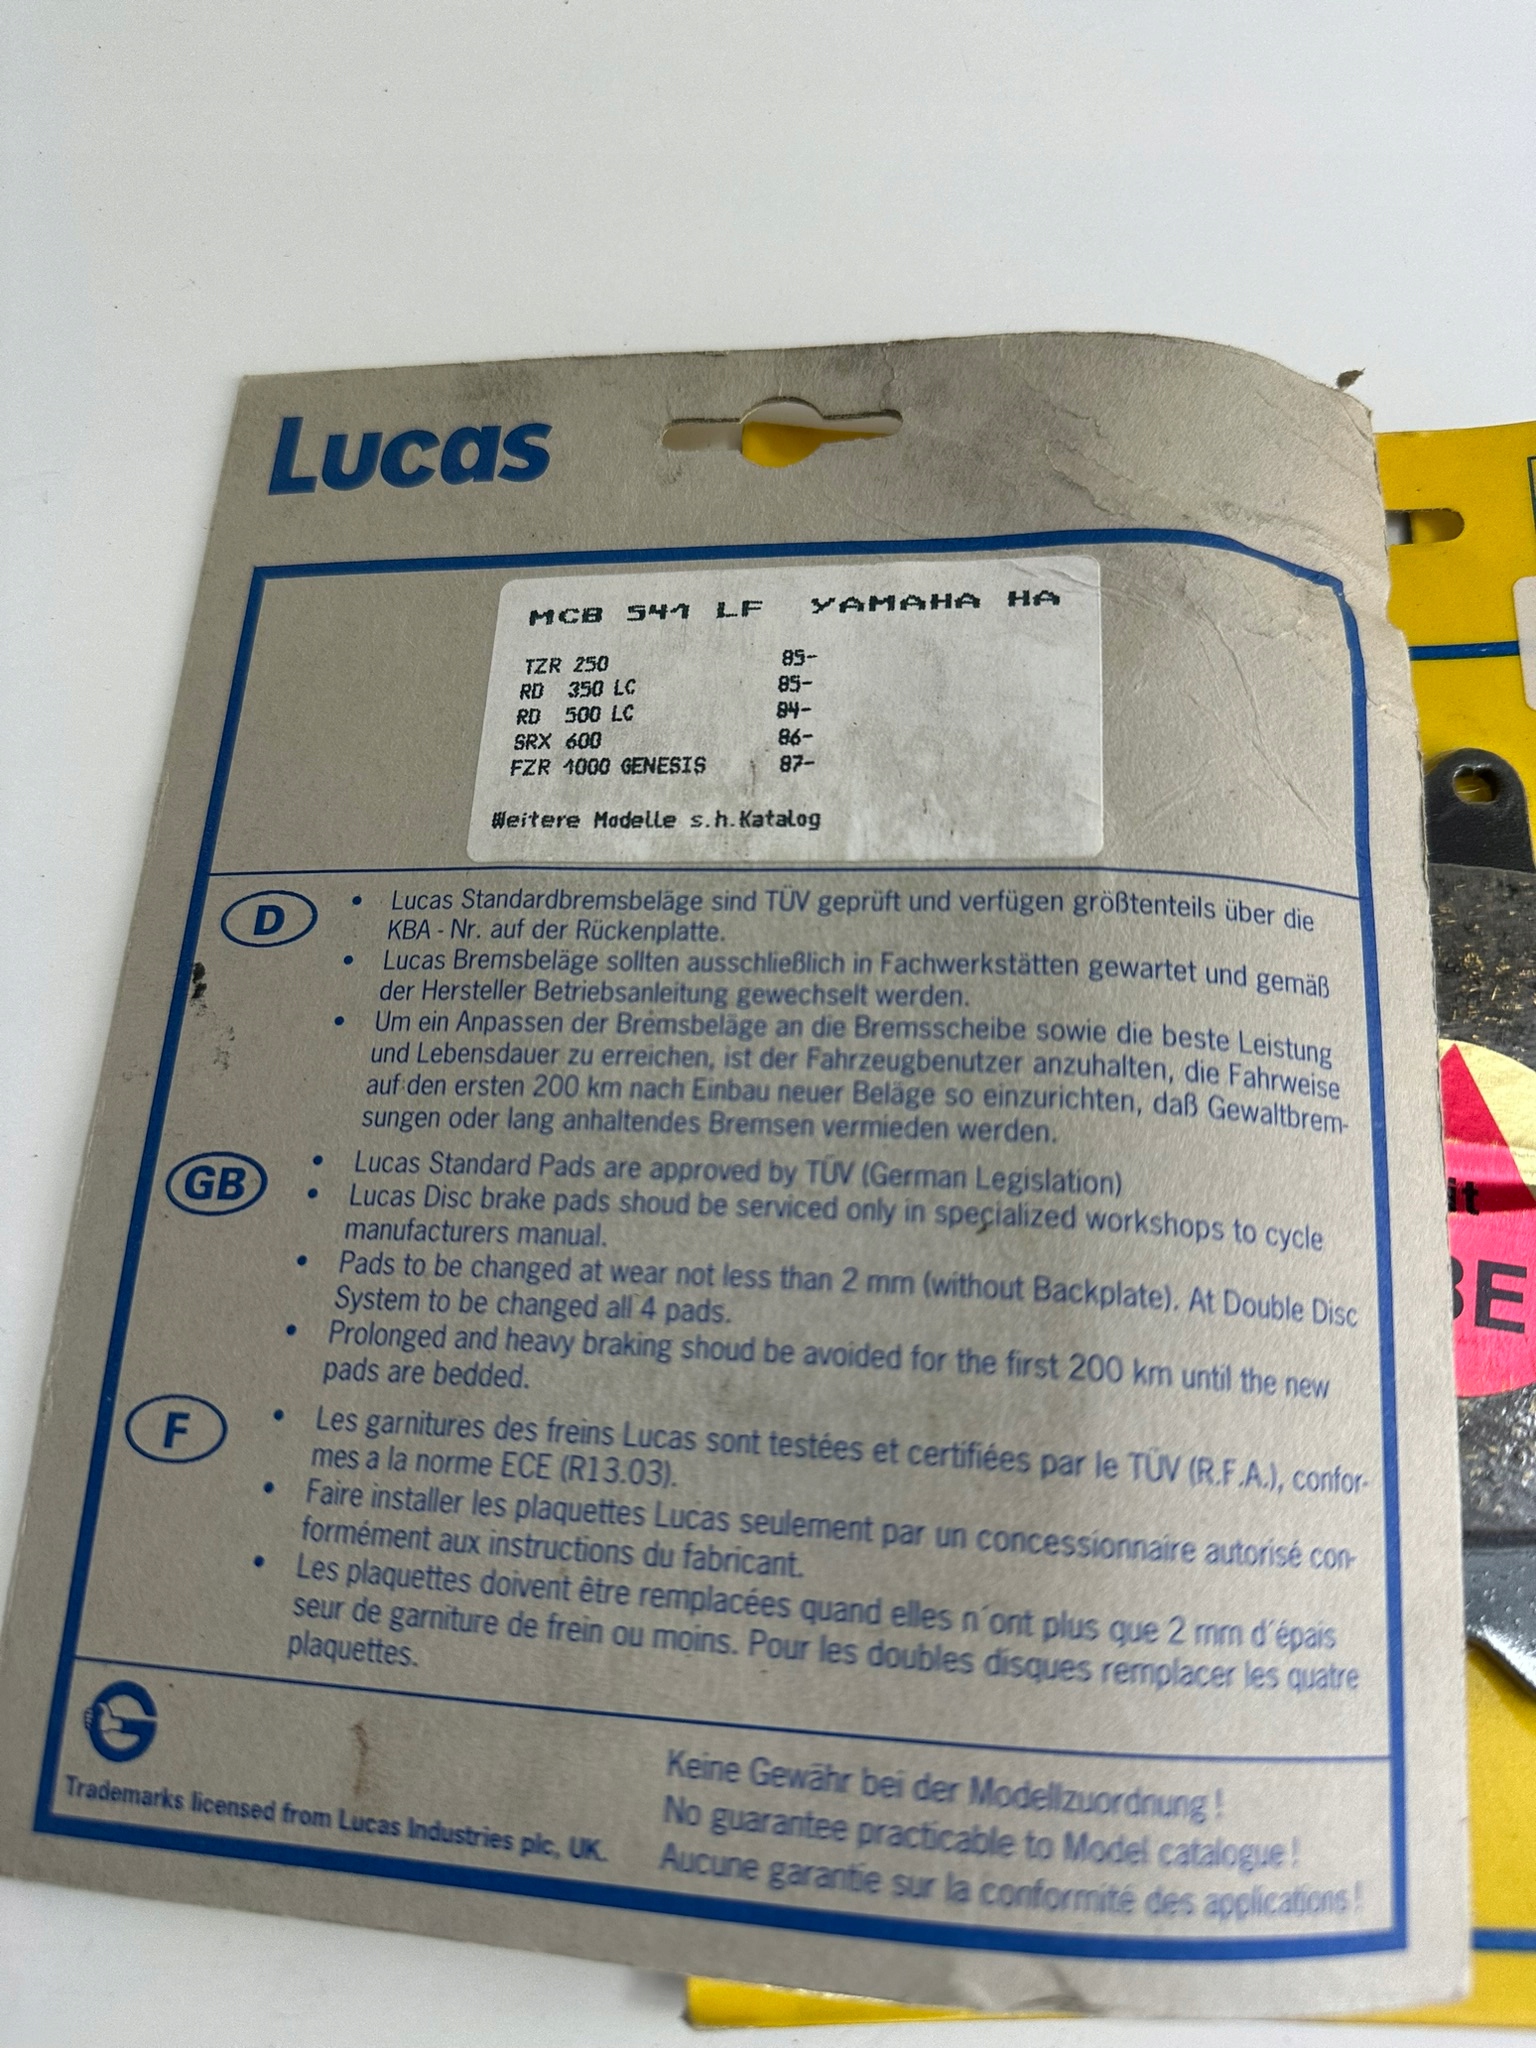 Lucas
MCB 541 LF YAMAHA HA
TZR 250 85-
RD 350 LC 85-
RD 500 LC 84-
SRX 600 86-
FZR 1000 GENESIS 87-
Weitere Modelle s.h.Katalog
D
• Lucas Standardbremsbeläge sind TÜV geprüft und verfügen größtenteils über die
KBA - Nr. auf der Rückenplatte.
• Lucas Bremsbeläge sollten ausschließlich in Fachwerkstätten gewartet und gemäß
der Hersteller Betriebsanleitung gewechselt werden.
• Um ein Anpassen der Bremsbeläge an die Bremsscheibe sowie die beste Leistung
und Lebensdauer zu erreichen, ist der Fahrzeugbenutzer anzuhalten, die Fahrweise
auf den ersten 200 km nach Einbau neuer Beläge so einzurichten, daß Gewaltbrem-
sungen oder lang anhaltendes Bremsen vermieden werden.
GB
• Lucas Standard Pads are approved by TÜV (German Legislation)
• Lucas Disc brake pads shoud be serviced only in specialized workshops to cycle
manufacturers manual.
• Pads to be changed at wear not less than 2 mm (without Backplate). At Double Disc
System to be changed all 4 pads.
• Prolonged and heavy braking shoud be avoided for the first 200 km until the new
pads are bedded.
F
• Les garnitures des freins Lucas sont testées et certifiées par le TÜV (R.F.A.), confor-
mes a la norme ECE (R13.03).
• Faire installer les plaquettes Lucas seulement par un concessionnaire autorisé con-
formément aux instructions du fabricant.
• Les plaquettes doivent être remplacées quand elles n´ont plus que 2 mm d´épais
seur de garniture de frein ou moins. Pour les doubles disques remplacer les quatre
plaquettes.
G
Trademarks licensed from Lucas Industries plc, UK.
Keine Gewähr bei der Modellzuordnung!
No guarantee practicable to Model catalogue!
Aucune garantie sur la conformité des applications!
it
BE